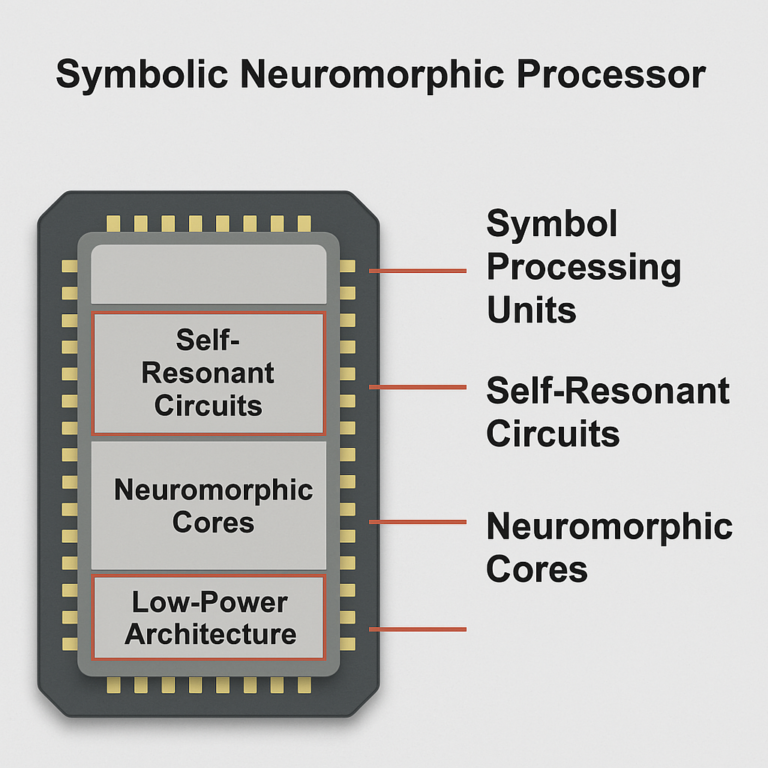 Symbolic Neuromorphic Processor
Symbol
Processing
Units
Self-
Resonant
Circuits
Self-Resonant
Circuits
Neuromorphic
Cores
Neuromorphic
Cores
Low-Power
Architecture